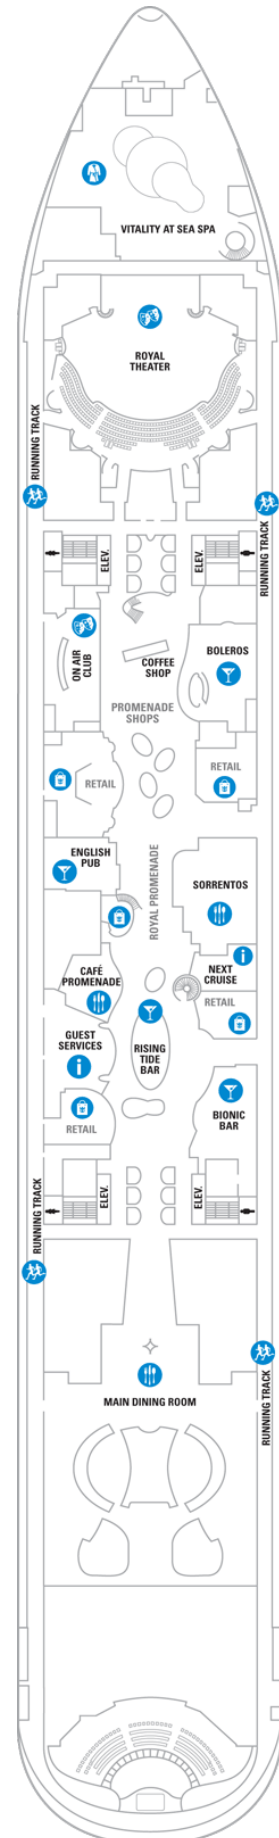 VITALITY AT SEA SPA
ROYAL
THEATER
RUNNING TRACK
RUNNING TRACK
ELEV.
ELEV.
ON AIR
CLUB
COFFEE
SHOP
BOLEROS
PROMENADE
SHOPS
RETAIL
RETAIL
ENGLISH
PUB
ROYAL PROMENADE
SORRENTOS
CAFÉ
PROMENADE
NEXT
CRUISE
i
RETAIL
GUEST
SERVICES
i
RISING
TIDE
BAR
RETAIL
BIONIC
BAR
ELEV.
ELEV.
RUNNING TRACK
RUNNING TRACK
MAIN DINING ROOM